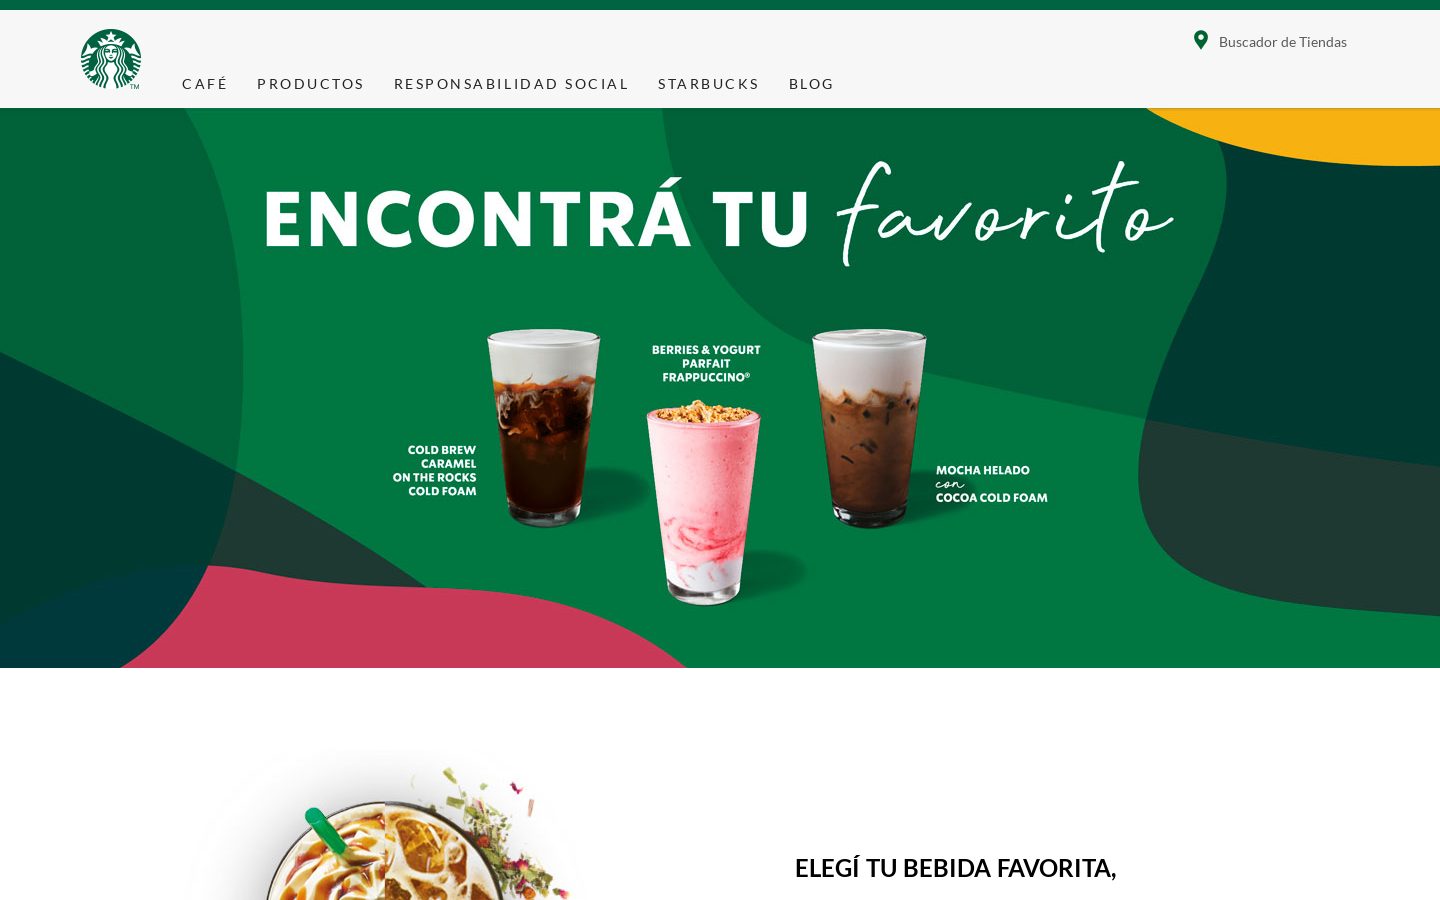 Buscador de Tiendas
CAFÉ PRODUCTOS RESPONSABILIDAD SOCIAL STARBUCKS BLOG
ENCONTRÁ TU favorito
BERRIES & YOGURT
PARFAIT
FRAPPUCCINO®
COLD BREW
CARAMEL
ON THE ROCKS
COLD FOAM
MOCHA HELADO
con
COCOA COLD FOAM
ELEGÍ TU BEBIDA FAVORITA,